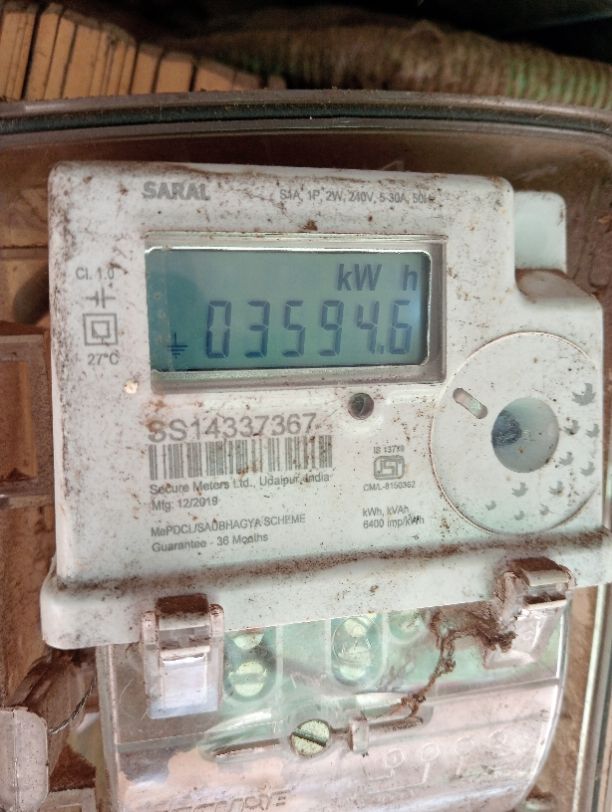 SARAL
S1A, 1P, 2W, 240V, 5-30A, 50Hz
Cl. 1.0
27°C
kW h
03594.6
SS14337367
Secure Meters Ltd., Udaipur, India
Mfg: 12/2019
MePDCL/SAUBHAGYA SCHEME
Guarantee - 36 Months
IS 13779
CM/L-8150362
kWh, kVAh
6400 imp/kWh